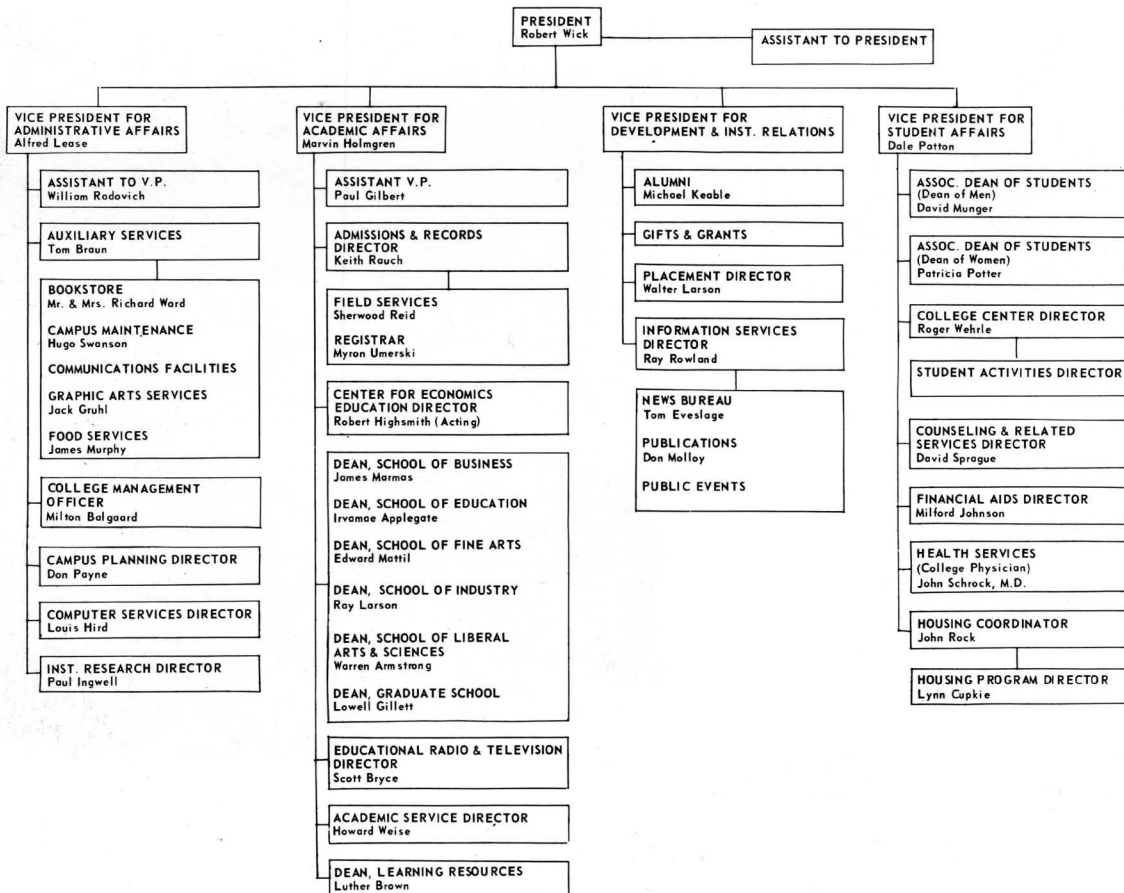 PRESIDENT
Robert Wick
ASSISTANT TO PRESIDENT
VICE PRESIDENT FOR
ADMINISTRATIVE AFFAIRS
Alfred Lease
ASSISTANT TO V.P.
William Radovich
AUXILIARY SERVICES
Tom Braun
BOOKSTORE
Mr. & Mrs. Richard Ward
CAMPUS MAINTENANCE
Hugo Swanson
COMMUNICATIONS FACILITIES
GRAPHIC ARTS SERVICES
Jack Gruhl
FOOD SERVICES
James Murphy
COLLEGE MANAGEMENT
OFFICER
Milton Balgaard
CAMPUS PLANNING DIRECTOR
Don Payne
COMPUTER SERVICES DIRECTOR
Louis Hird
INST. RESEARCH DIRECTOR
Paul Ingwell
VICE PRESIDENT FOR
ACADEMIC AFFAIRS
Marvin Holmgren
ASSISTANT V.P.
Paul Gilbert
ADMISSIONS & RECORDS
DIRECTOR
Keith Rauch
FIELD SERVICES
Sherwood Reid
REGISTRAR
Myron Umerski
CENTER FOR ECONOMICS
EDUCATION DIRECTOR
Robert Highsmith (Acting)
DEAN, SCHOOL OF BUSINESS
James Marmas
DEAN, SCHOOL OF EDUCATION
Irvamae Applegate
DEAN, SCHOOL OF FINE ARTS
Edward Mattil
DEAN, SCHOOL OF INDUSTRY
Ray Larson
DEAN, SCHOOL OF LIBERAL
ARTS & SCIENCES
Warren Armstrong
DEAN, GRADUATE SCHOOL
Lowell Gillett
EDUCATIONAL RADIO & TELEVISION
DIRECTOR
Scott Bryce
ACADEMIC SERVICE DIRECTOR
Howard Weise
DEAN, LEARNING RESOURCES
Luther Brown
VICE PRESIDENT FOR
DEVELOPMENT & INST. RELATIONS
ALUMNI
Michael Keable
GIFTS & GRANTS
PLACEMENT DIRECTOR
Walter Larson
INFORMATION SERVICES
DIRECTOR
Ray Rowland
NEWS BUREAU
Tom Eveslage
PUBLICATIONS
Don Molloy
PUBLIC EVENTS
VICE PRESIDENT FOR
STUDENT AFFAIRS
Dale Patton
ASSOC. DEAN OF STUDENTS
(Dean of Men)
David Munger
ASSOC. DEAN OF STUDENTS
(Dean of Women)
Patricia Potter
COLLEGE CENTER DIRECTOR
Roger Wehrle
STUDENT ACTIVITIES DIRECTOR
COUNSELING & RELATED
SERVICES DIRECTOR
David Sprague
FINANCIAL AIDS DIRECTOR
Milford Johnson
HEALTH SERVICES
(College Physician)
John Schrock, M.D.
HOUSING COORDINATOR
John Rock
HOUSING PROGRAM DIRECTOR
Lynn Cupkie